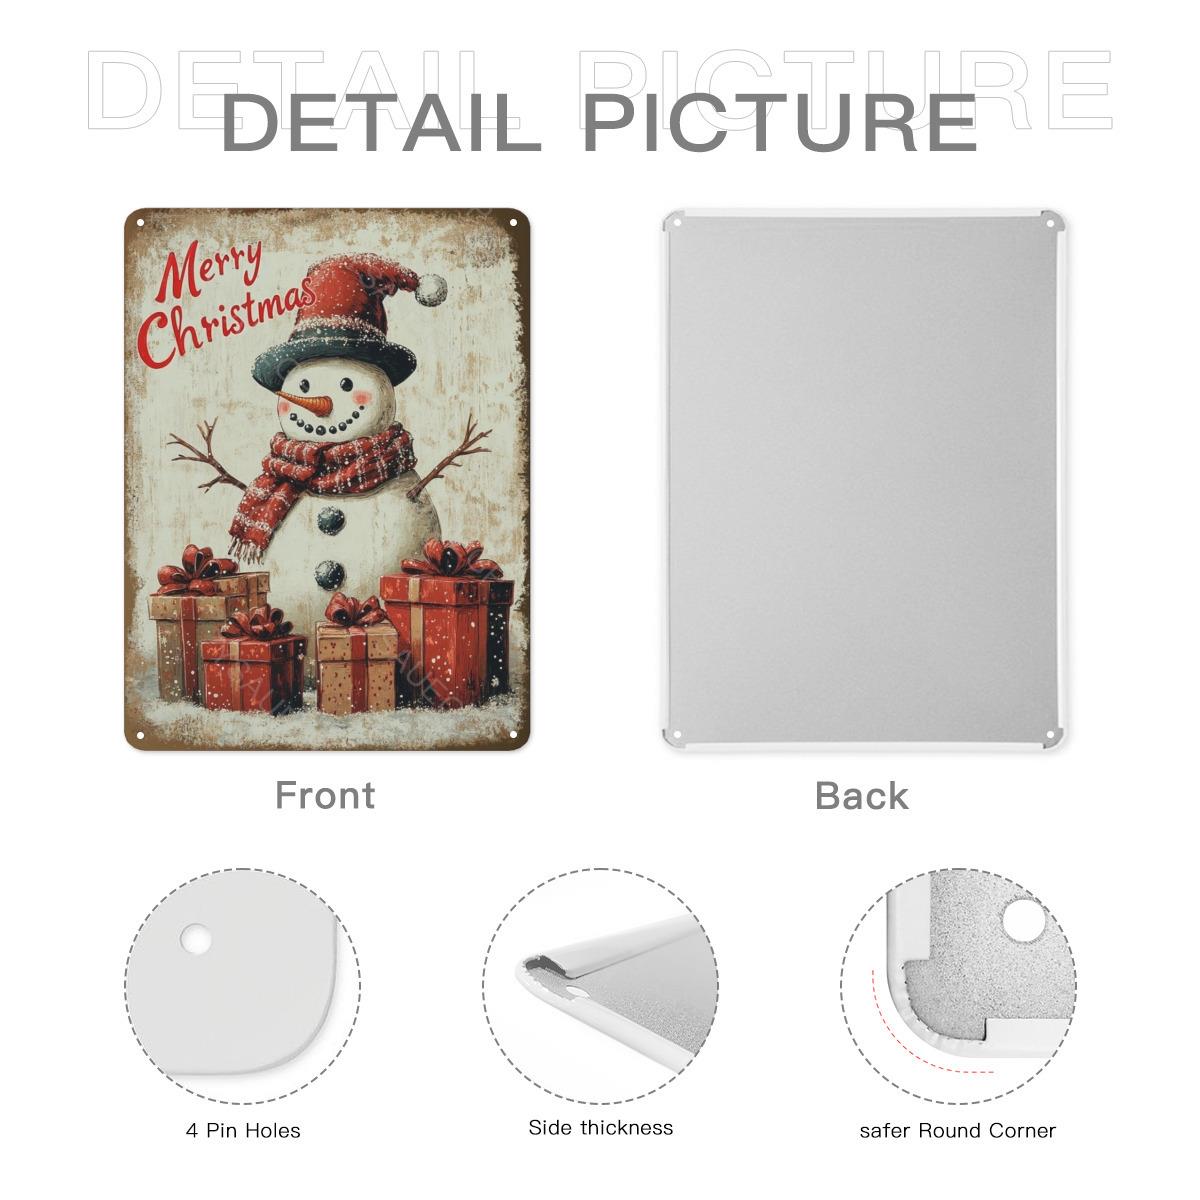 DETAIL PICTURE
DETAIL PICTURE
Merry
Christmas
Front
Back
4 Pin Holes
Side thickness
safer Round Corner